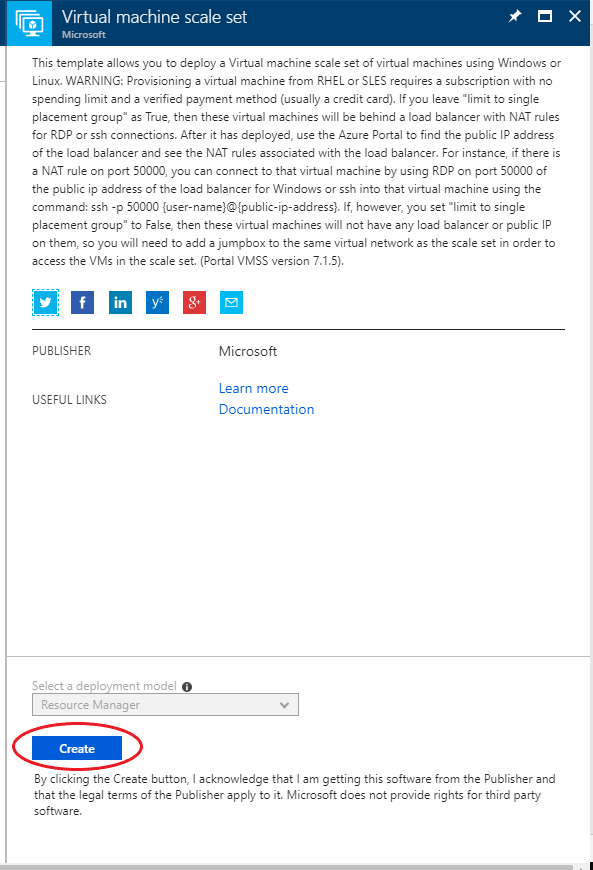 Virtual machine scale set
Microsoft
This template allows you to deploy a Virtual machine scale set of virtual machines using Windows or
Linux. WARNING: Provisioning a virtual machine from RHEL or SLES requires a subscription with no
spending limit and a verified payment method (usually a credit card). If you leave "limit to single
placement group" as True, then these virtual machines will be behind a load balancer with NAT rules
for RDP or ssh connections. After it has deployed, use the Azure Portal to find the public IP address
of the load balancer and see the NAT rules associated with the load balancer. For instance, if there is
a NAT rule on port 50000, you can connect to that virtual machine by using RDP on port 50000 of
the public ip address of the load balancer for Windows or ssh into that virtual machine using the
command: ssh -p 50000 {user-name}@{public-ip-address}. If, however, you set "limit to single
placement group" to False, then these virtual machines will not have any load balancer or public IP
on them, so you will need to add a jumpbox to the same virtual network as the scale set in order to
access the VMs in the scale set. (Portal VMSS version 7.1.5).
PUBLISHER Microsoft
USEFUL LINKS Learn more
Documentation
Select a deployment model
Resource Manager
Create
By clicking the Create button, I acknowledge that I am getting this software from the Publisher and
that the legal terms of the Publisher apply to it. Microsoft does not provide rights for third party
software.